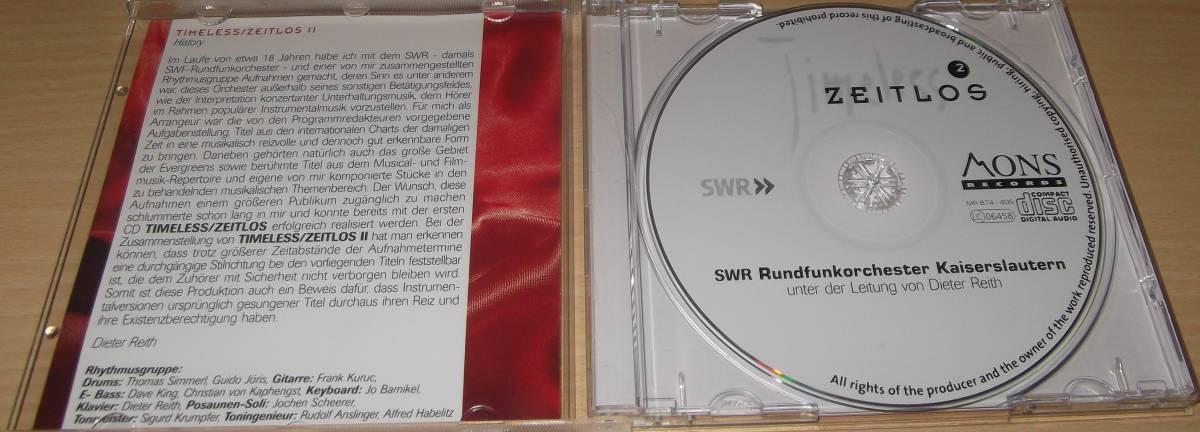 TIMELESS/ZEITLOS II
History
Im Laufe von etwa 18 Jahren habe ich mit dem SWR - damals
SWF-Rundfunkorchester - und einer von mir zusammengestellten
Rhythmusgruppe Aufnahmen gemacht, deren Sinn es unter anderem
war, dieses Orchester außerhalb seines sonstigen Betätigungsfeldes,
wie der Interpretation konzertanter Unterhaltungsmusik, dem Hörer
im Rahmen populärer Instrumentalmusik vorzustellen. Für mich als
Arrangeur war die von den Programmredakteuren vorgegebene
Aufgabenstellung, Titel aus den internationalen Charts der damaligen
Zeit in eine musikalisch reizvolle und dennoch gut erkennbare Form
zu bringen. Daneben gehörten natürlich auch das große Gebiet
der Evergreens sowie berühmte Titel aus dem Musical- und Film-
musik-Repertoire und eigene von mir komponierte Stücke in den
zu behandelnden musikalischen Themenbereich. Der Wunsch, diese
Aufnahmen einem größeren Publikum zugänglich zu machen
schlummerte schon lang in mir und konnte bereits mit der ersten
CD TIMELESS/ZEITLOS erfolgreich realisiert werden. Bei der
Zusammenstellung von TIMELESS/ZEITLOS II hat man erkennen
können, dass trotz größerer Zeitabstände der Aufnahmetermine
eine durchgängige Stilrichtung bei den vorliegenden Titeln feststellbar
ist, die dem Zuhörer mit Sicherheit nicht verborgen bleiben wird.
Somit ist diese Produktion auch ein Beweis dafür, dass Instrumen-
talversionen ursprünglich gesungener Titel durchaus ihren Reiz und
ihre Existenzberechtigung haben.
Dieter Reith
Rhythmusgruppe:
Drums: Thomas Simmerl, Guido Jöris, Gitarre: Frank Kuruc,
E- Bass: Dave King, Christian von Kaphengst, Keyboard: Jo Barnikel,
Klavier: Dieter Reith, Posaunen-Soli: Jochen Scheerer,
Tonmeister: Sigurd Krumpfer, Toningenieur: Rudolf Anslinger, Alfred Habelitz
Timeless
2
ZEITLOS
SWR
MONS
RECORDS
MR 874 - 405
LC 06458
COMPACT
disc
DIGITAL AUDIO
SWR Rundfunkorchester Kaiserslautern
unter der Leitung von Dieter Reith
All rights of the producer and the owner of the work reproduced reserved. Unauthorised copying, hiring, public and broadcasting of this record prohibited.